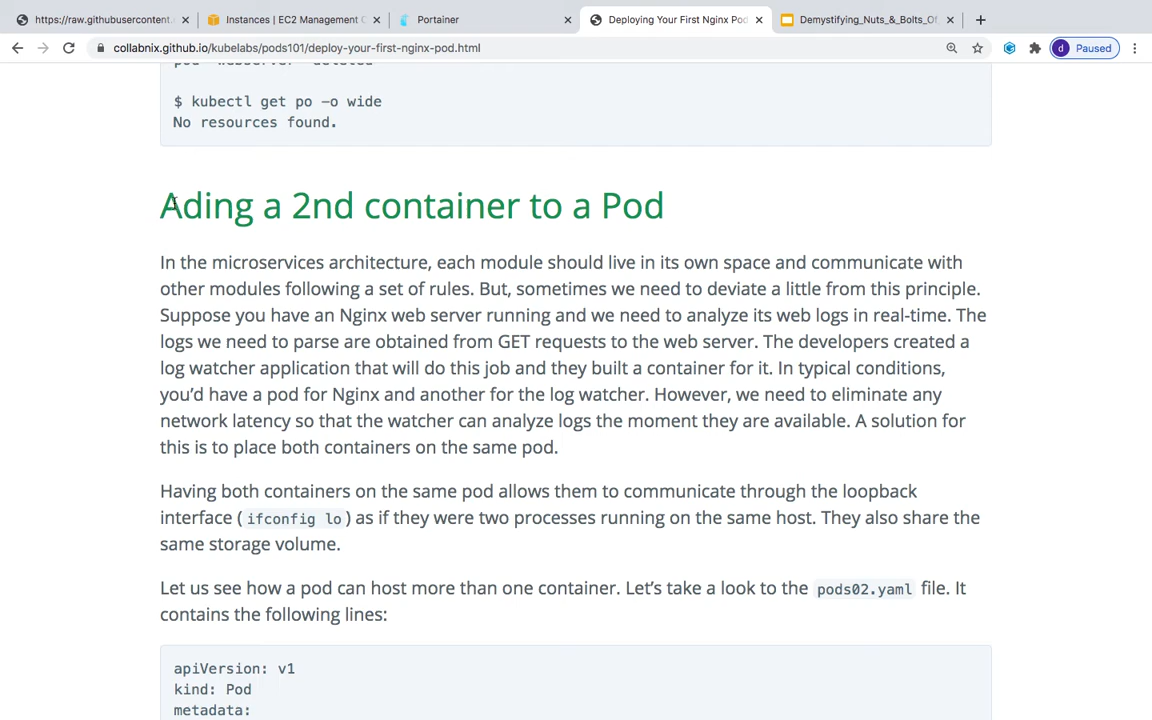 https://raw.githubusercontent.
Instances | EC2 Management C
Portainer
Deploying Your First Nginx Pod
Demystifying_Nuts_&_Bolts_Of
collabnix.github.io/kubelabs/pods101/deploy-your-first-nginx-pod.html
d Paused
pod "webserver" deleted
$ kubectl get po -o wide
No resources found.
Ading a 2nd container to a Pod
In the microservices architecture, each module should live in its own space and communicate with
other modules following a set of rules. But, sometimes we need to deviate a little from this principle.
Suppose you have an Nginx web server running and we need to analyze its web logs in real-time. The
logs we need to parse are obtained from GET requests to the web server. The developers created a
log watcher application that will do this job and they built a container for it. In typical conditions,
you’d have a pod for Nginx and another for the log watcher. However, we need to eliminate any
network latency so that the watcher can analyze logs the moment they are available. A solution for
this is to place both containers on the same pod.
Having both containers on the same pod allows them to communicate through the loopback
interface ( ifconfig lo ) as if they were two processes running on the same host. They also share the
same storage volume.
Let us see how a pod can host more than one container. Let’s take a look to the pods02.yaml file. It
contains the following lines:
apiVersion: v1
kind: Pod
metadata: